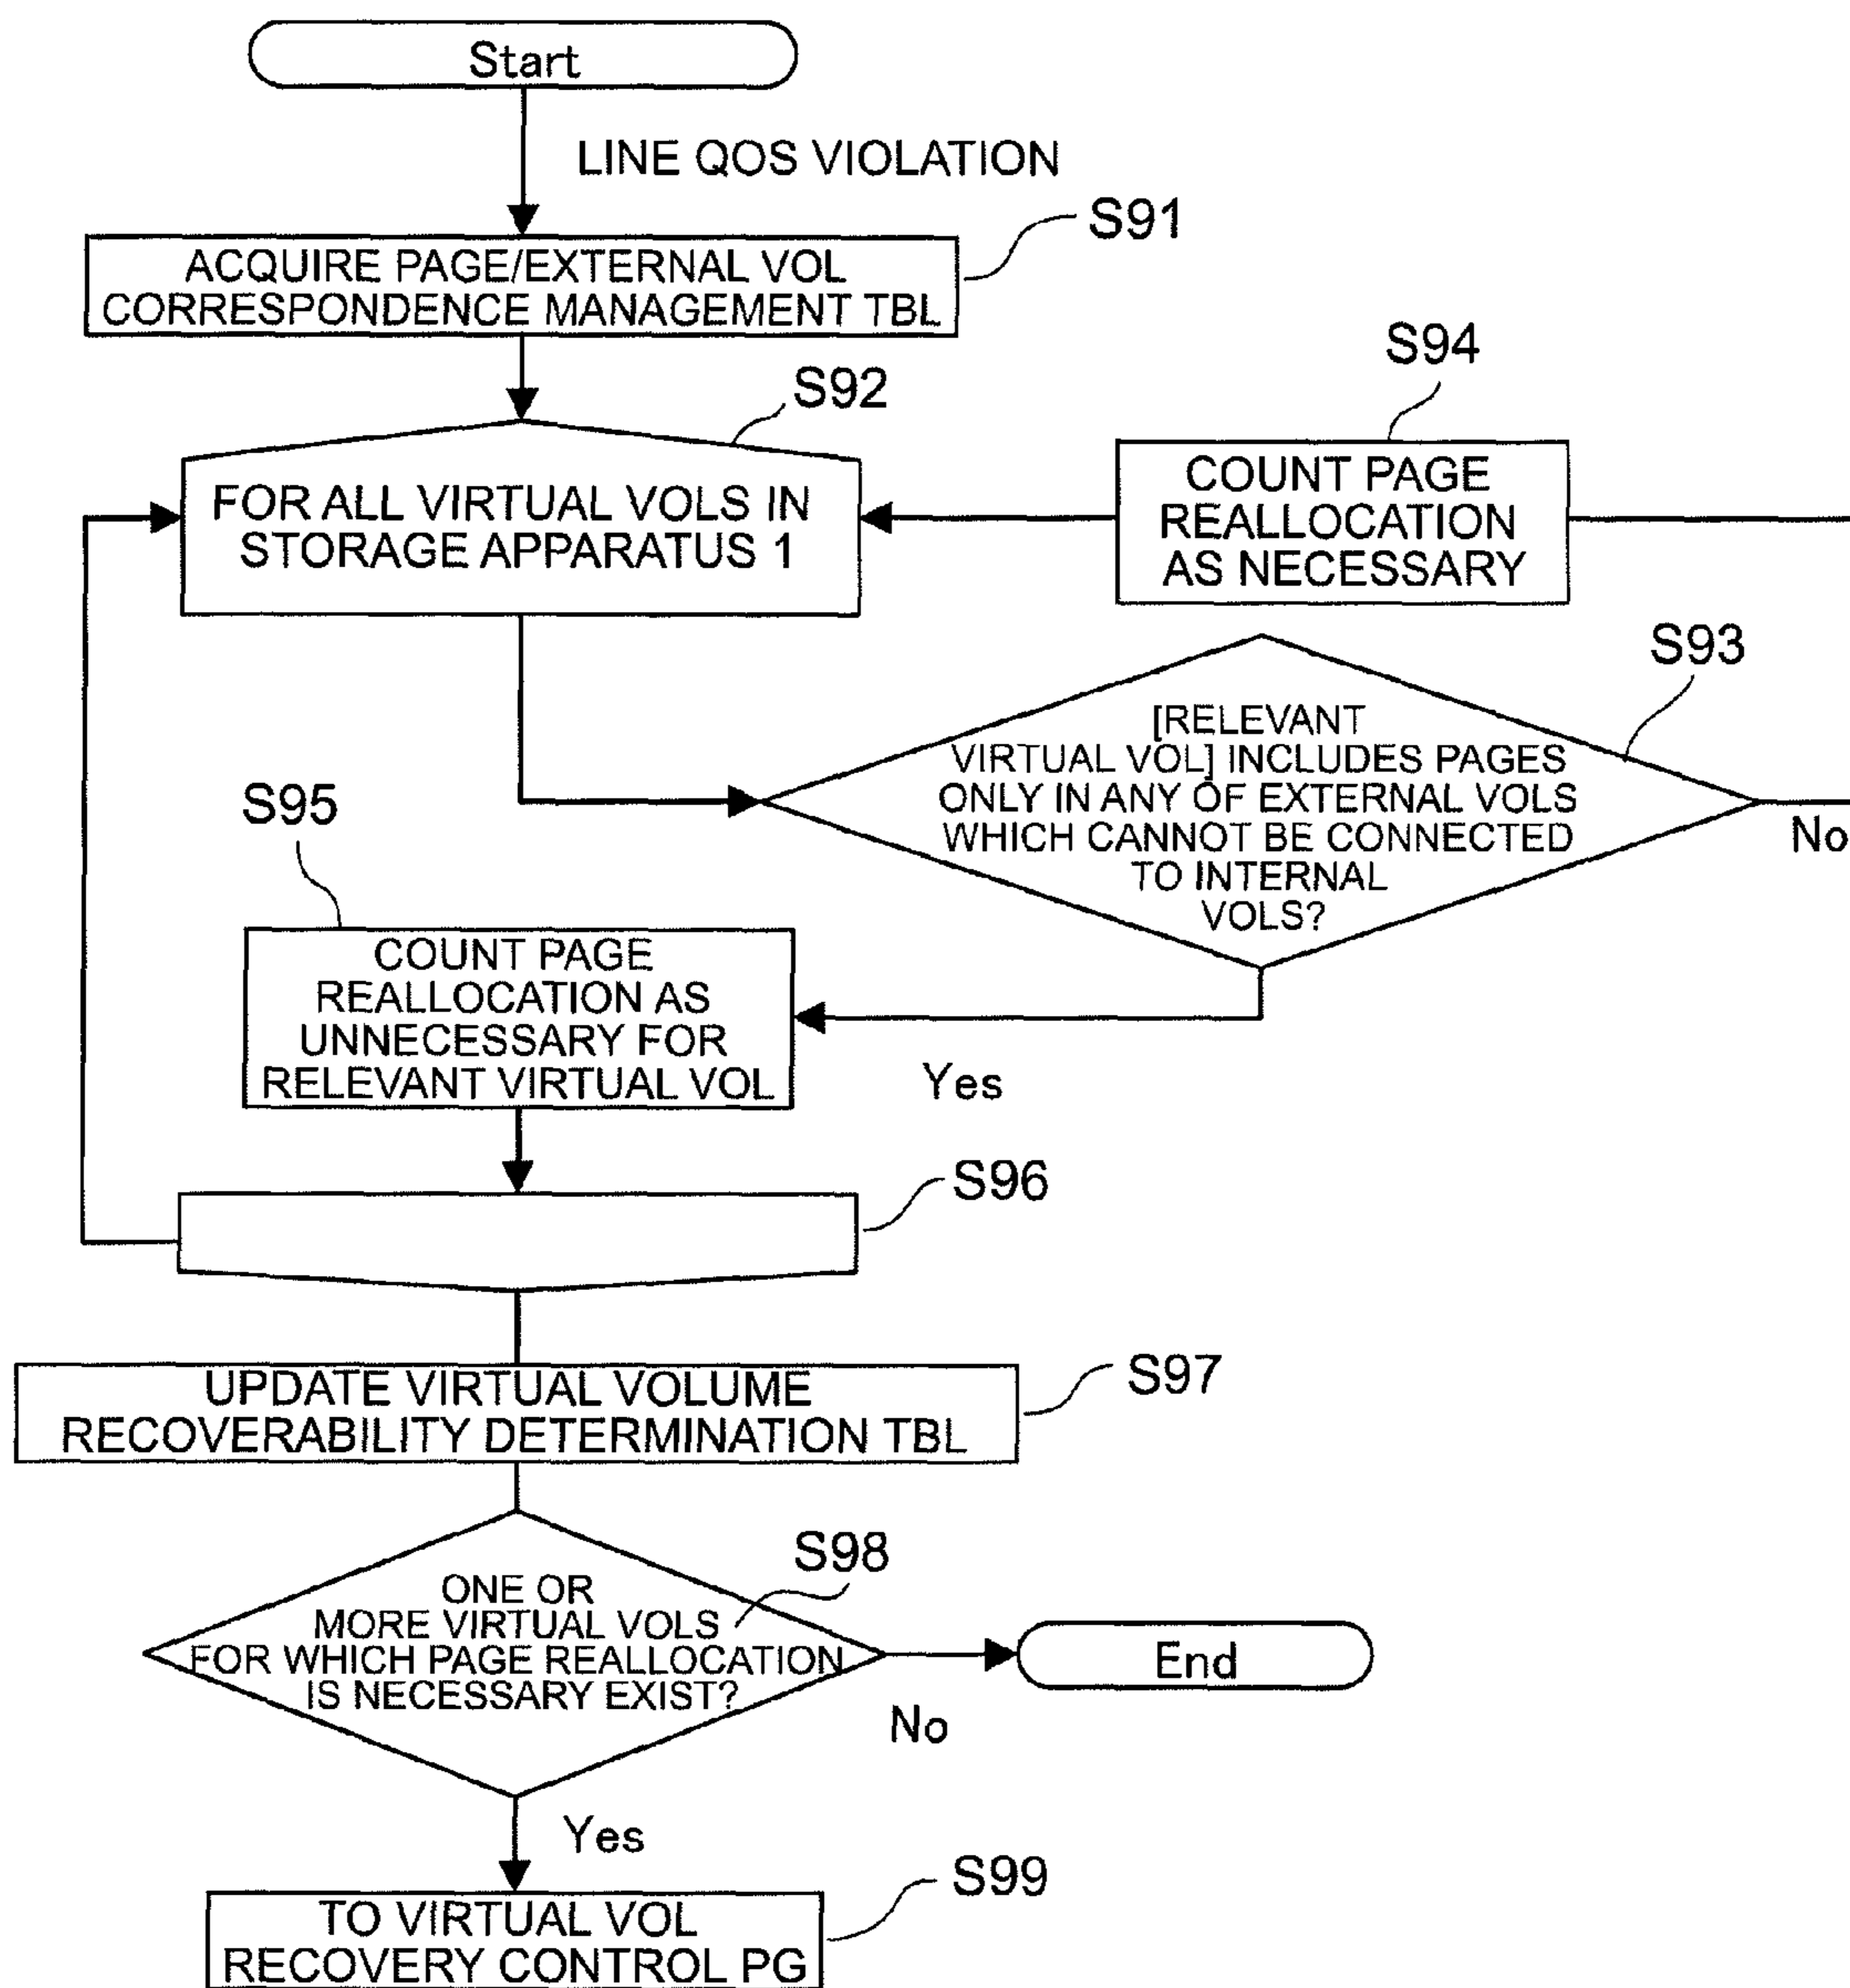 Start
LINE QOS VIOLATION
S91
ACQUIRE PAGE/EXTERNAL VOL
CORRESPONDENCE MANAGEMENT TBL
S92
FOR ALL VIRTUAL VOLS IN
STORAGE APPARATUS 1
S94
COUNT PAGE
REALLOCATION
AS NECESSARY
S93
[RELEVANT
VIRTUAL VOL] INCLUDES PAGES
ONLY IN ANY OF EXTERNAL VOLS
WHICH CANNOT BE CONNECTED
TO INTERNAL
VOLS?
No
S95
COUNT PAGE
REALLOCATION AS
UNNECESSARY FOR
RELEVANT VIRTUAL VOL
Yes
S96
S97
UPDATE VIRTUAL VOLUME
RECOVERABILITY DETERMINATION TBL
S98
ONE OR
MORE VIRTUAL VOLS
FOR WHICH PAGE REALLOCATION
IS NECESSARY EXIST?
End
No
Yes
S99
TO VIRTUAL VOL
RECOVERY CONTROL PG